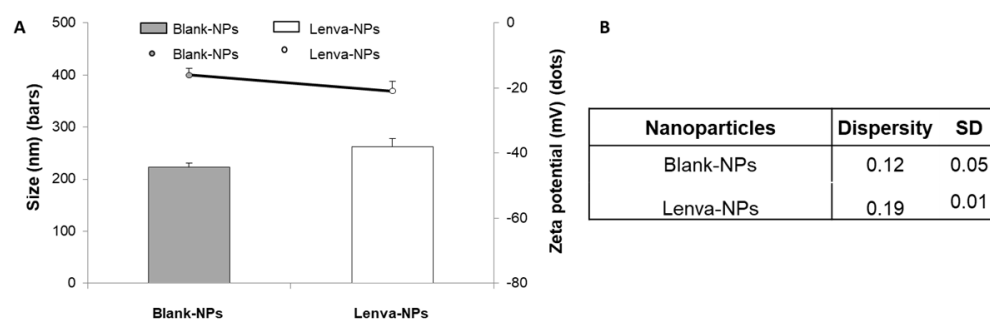 A
Size (nm) (bars)
500
400
300
200
100
0
Blank-NPs
Lenva-NPs
Blank-NPs
Lenva-NPs
Blank-NPs
Lenva-NPs
0
-20
-40
-60
-80
Zeta potential (mV) (dots)
B
Nanoparticles Dispersity SD
Blank-NPs 0.12 0.05
Lenva-NPs 0.19 0.01